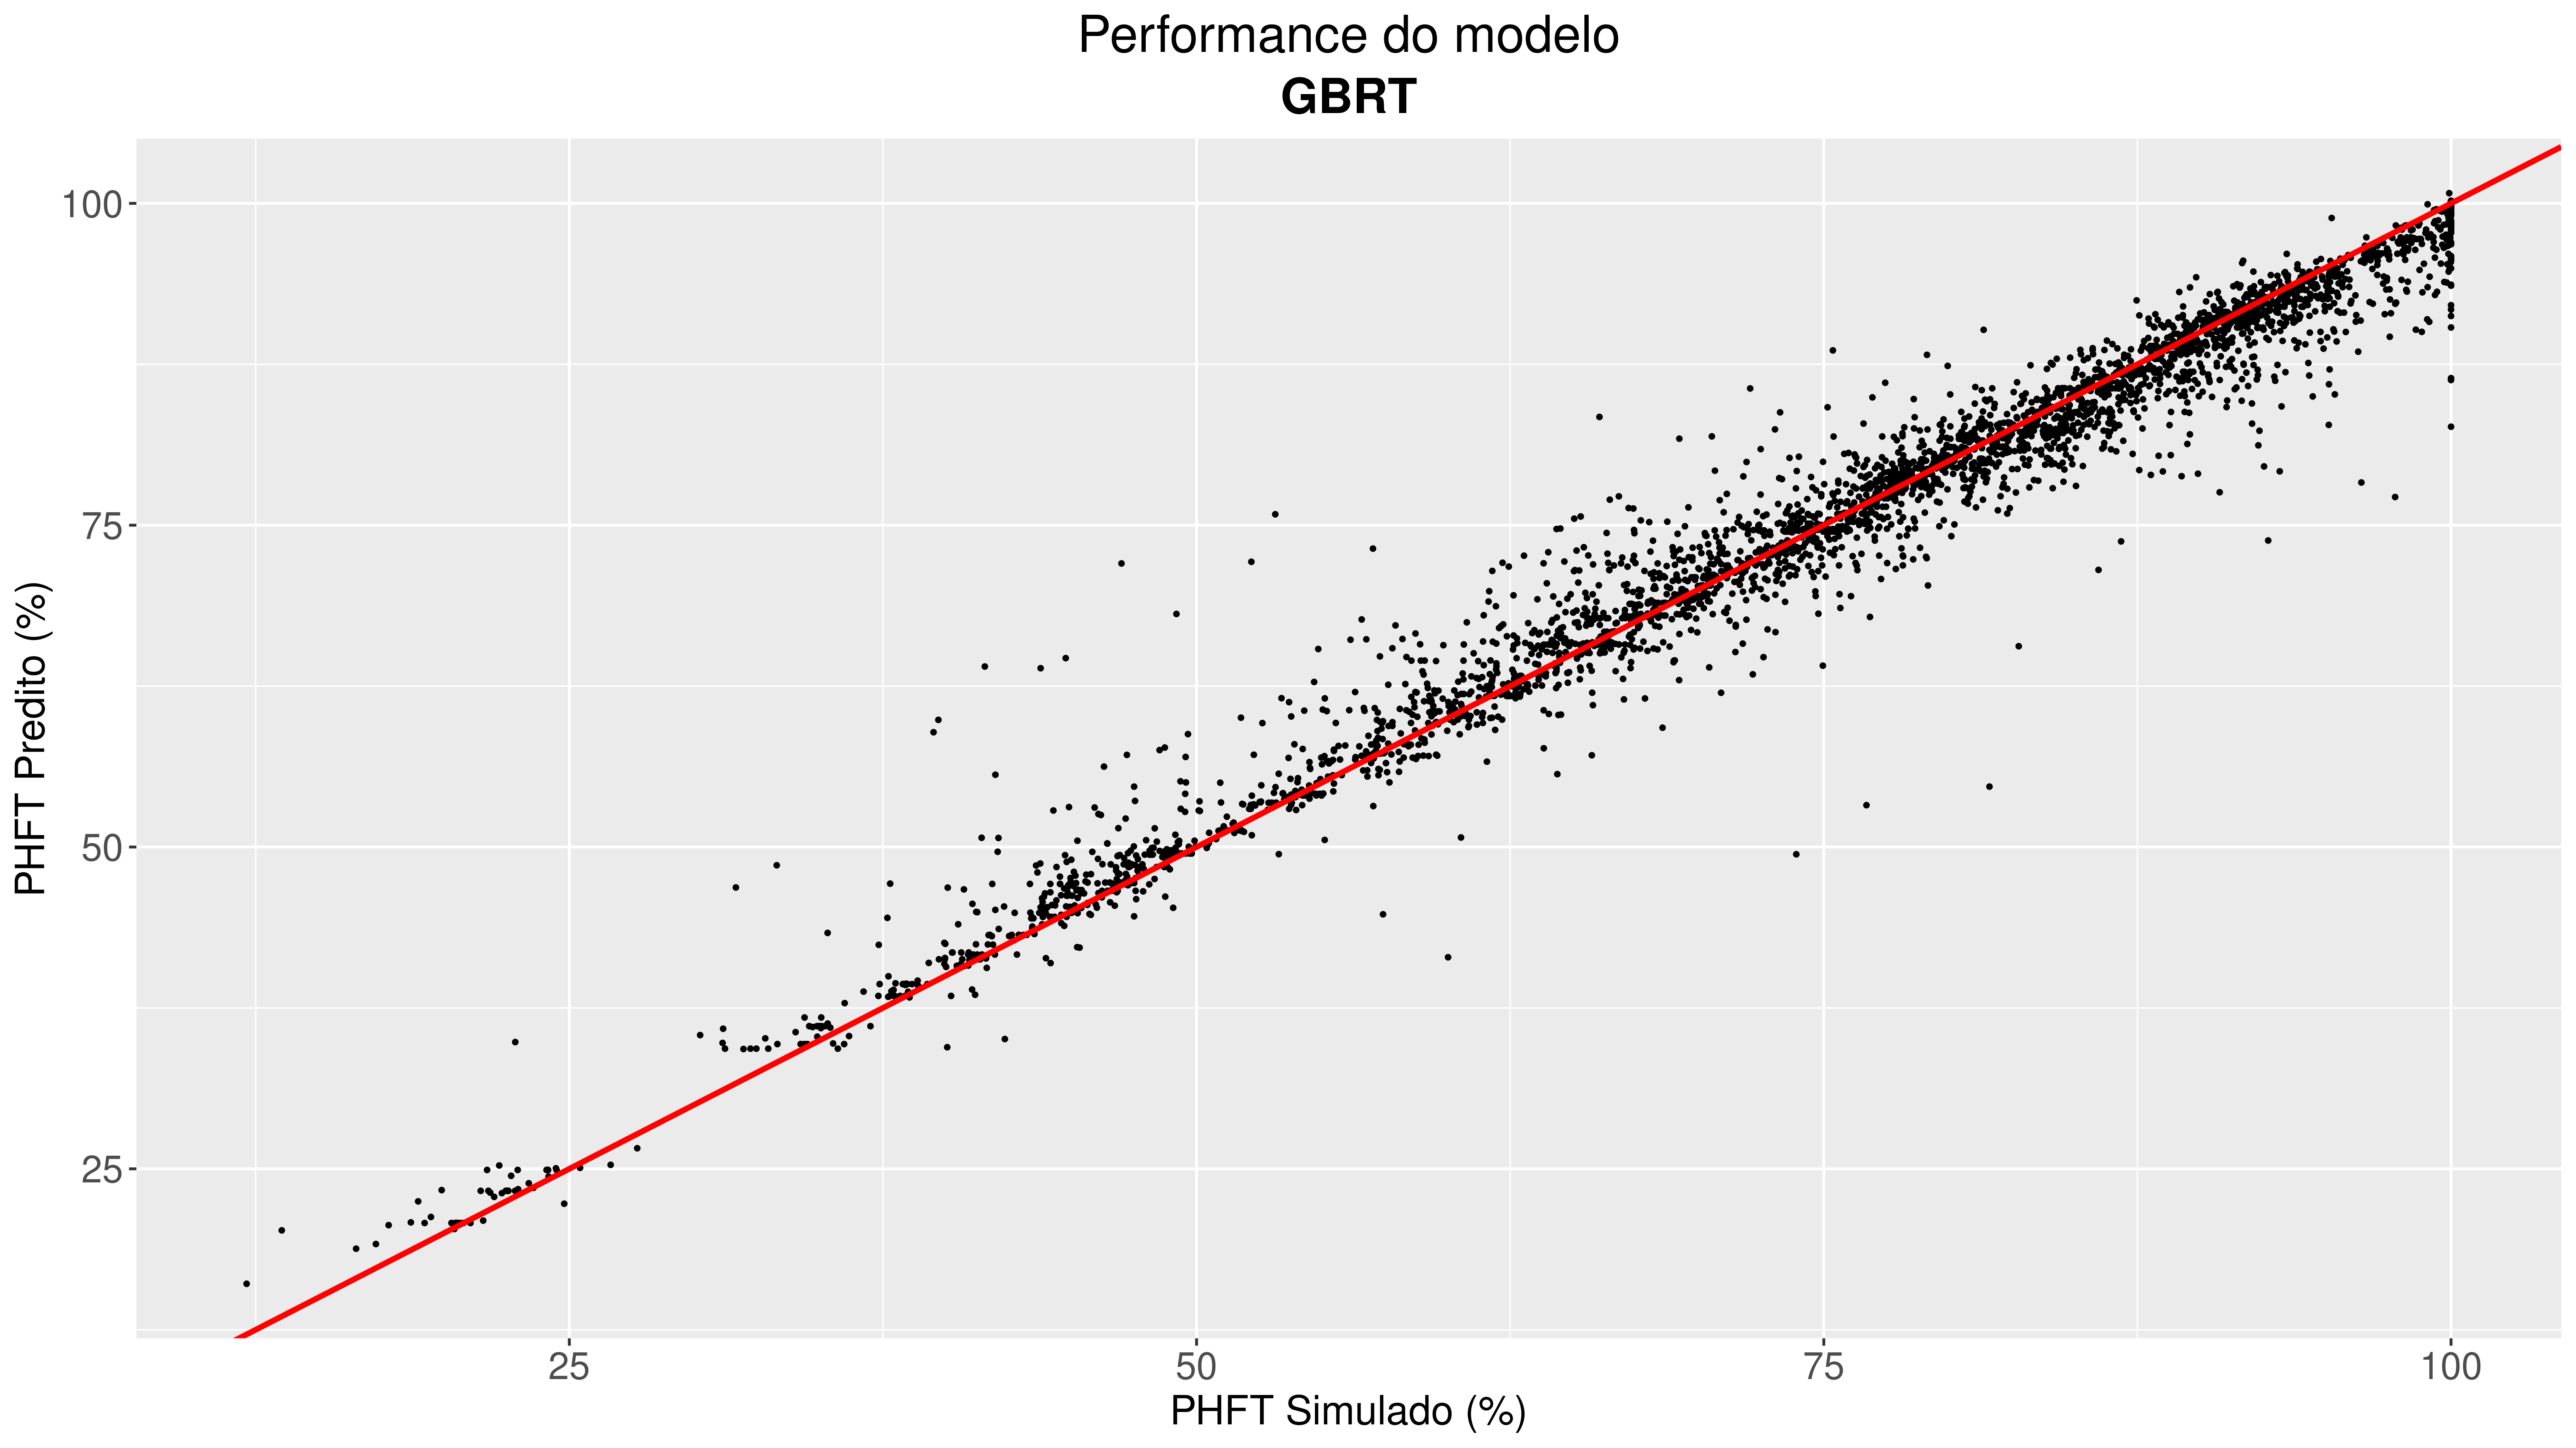 Performance do modelo
GBRT
100
75
50
25
PHFT Predito (%)
25 50 75 100
PHFT Simulado (%)